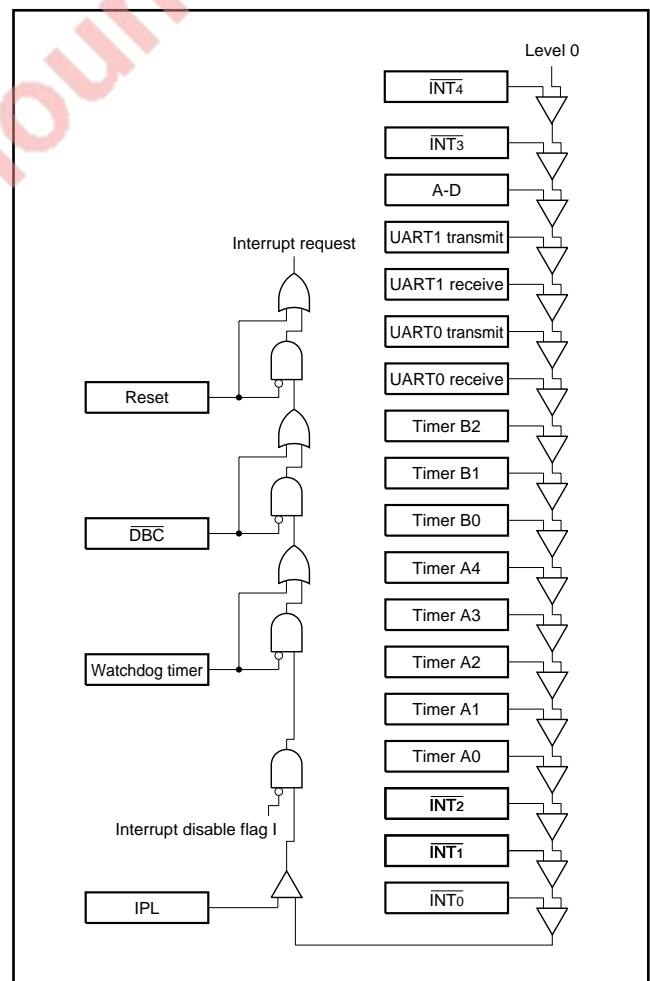 Level 0
INT4
INT3
A-D
UART1 transmit
Interrupt request
UART1 receive
UART0 transmit
UART0 receive
Reset
Timer B2
Timer B1
DBC
Timer B0
Timer A4
Timer A3
Watchdog timer
Timer A2
Timer A1
Timer A0
INT2
Interrupt disable flag I
INT1
IPL
INT0